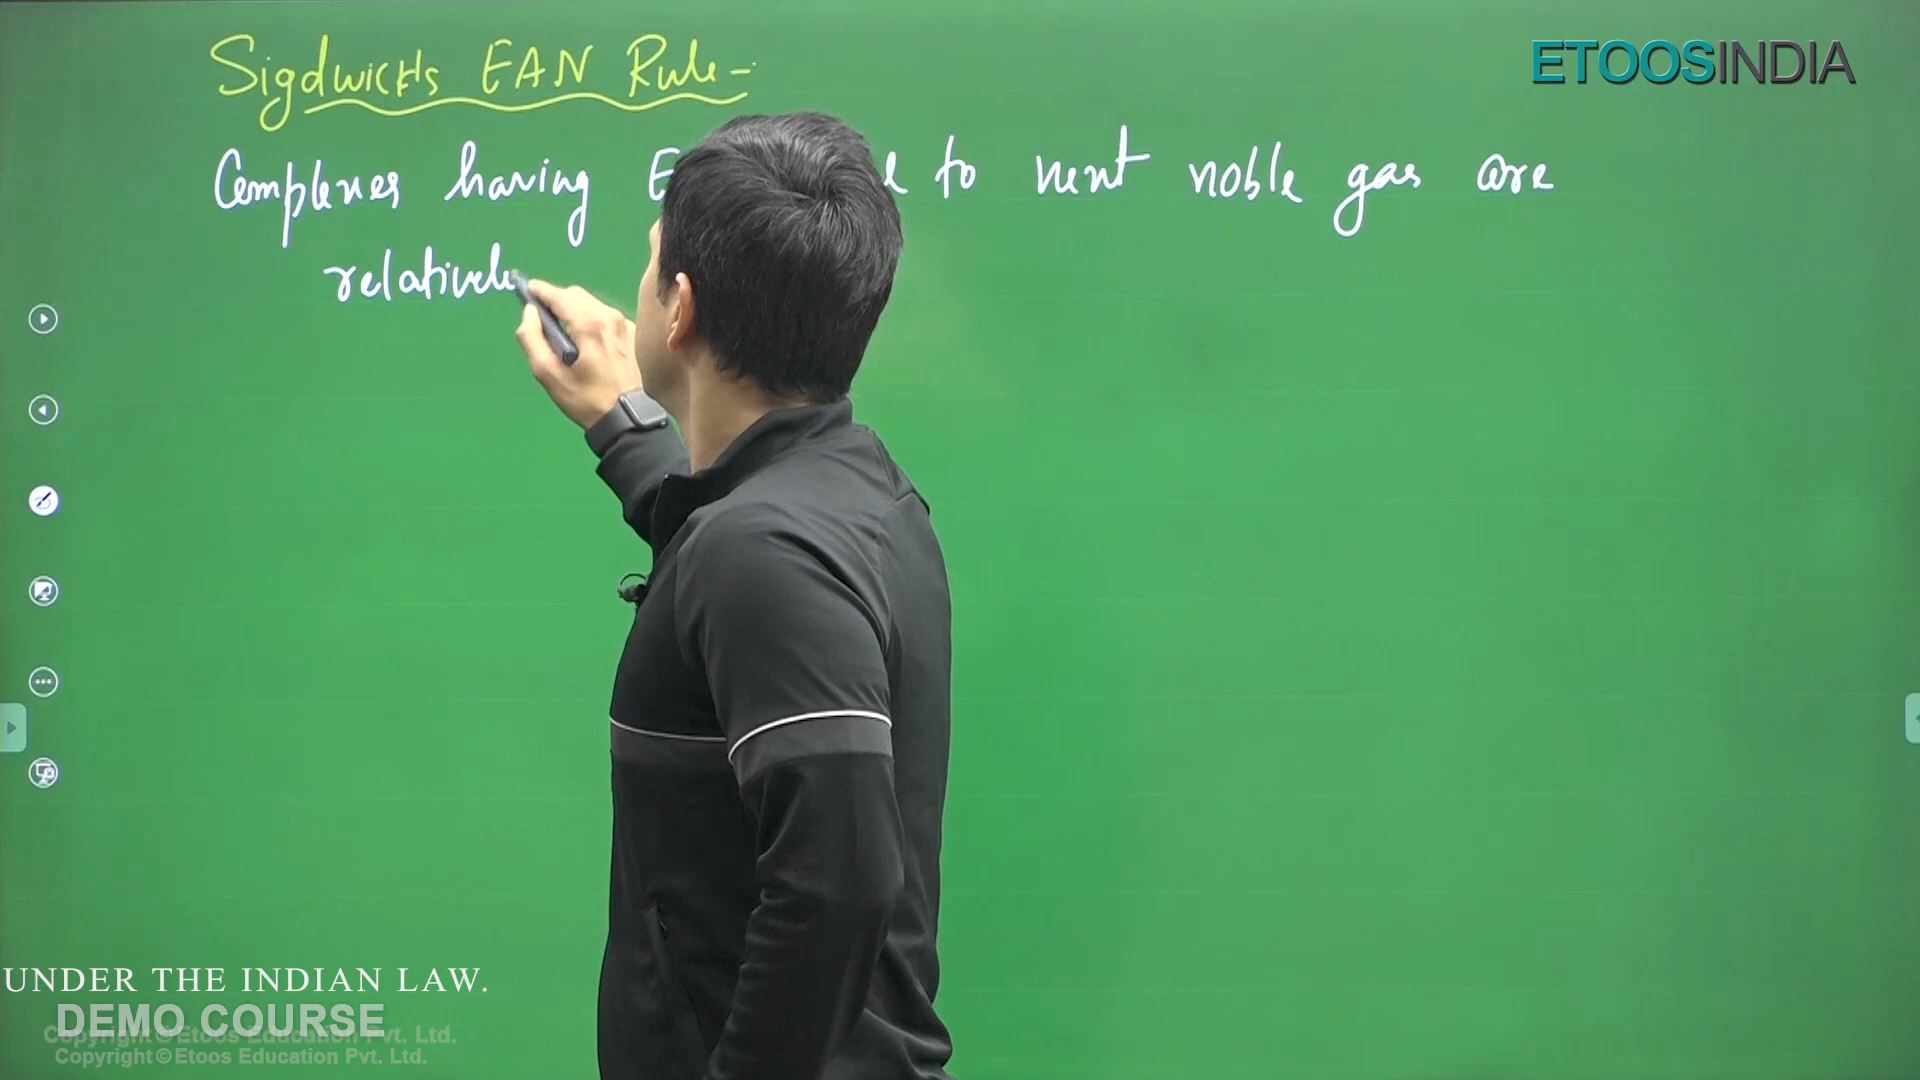 Sigdwick's EAN Rule -
ETOOSINDIA
Complexes having to next noble gas are
relatively
UNDER THE INDIAN LAW.
DEMO COURSE
Copyright © Etoos Education Pvt. Ltd.
Copyright © Etoos Education Pvt. Ltd.